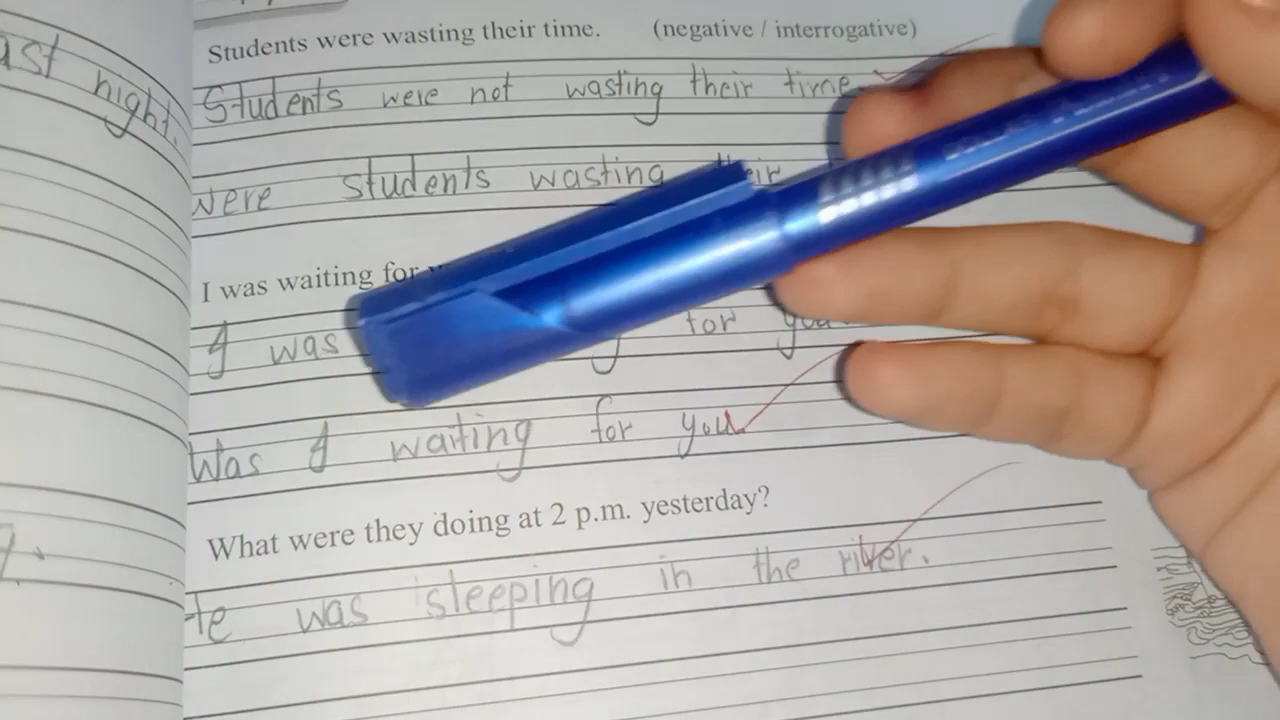 ast night.
Students were wasting their time. (negative / interrogative)
Students were not wasting their time.
were students wasting their
I was waiting for
I was for you.
Was I waiting for you
What were they doing at 2 p.m. yesterday?
He was sleeping in the river.